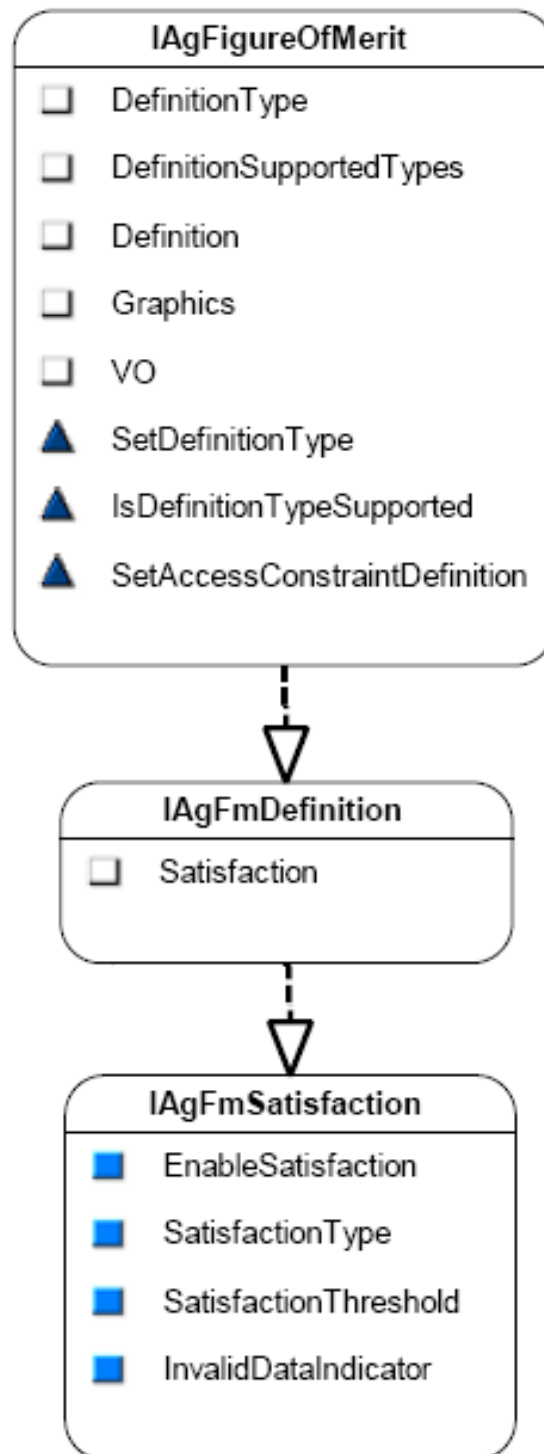 IAgFigureOfMerit
DefinitionType
DefinitionSupportedTypes
Definition
Graphics
VO
SetDefinitionType
IsDefinitionTypeSupported
SetAccessConstraintDefinition
IAgFmDefinition
Satisfaction
IAgFmSatisfaction
EnableSatisfaction
SatisfactionType
SatisfactionThreshold
InvalidDataIndicator